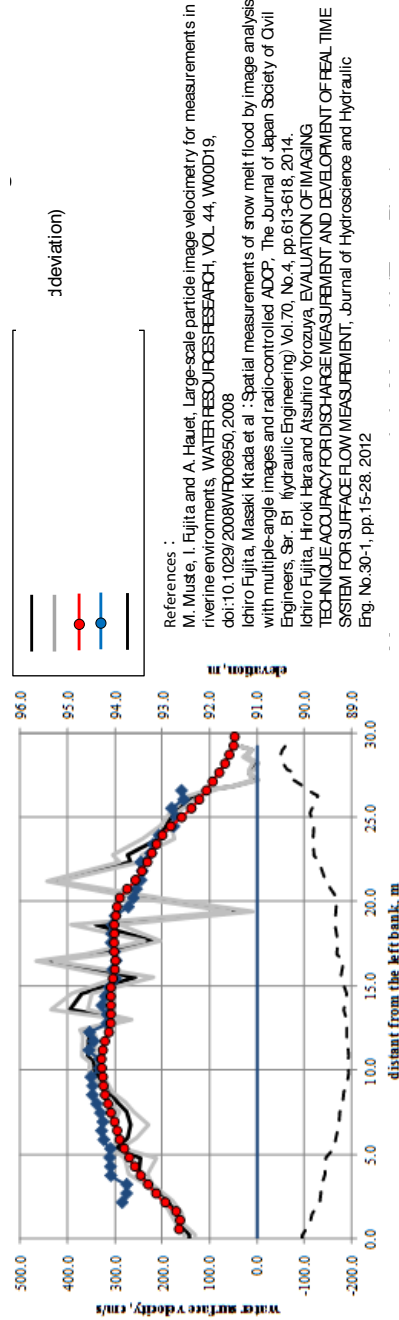 ddeviation)
References :
M. Muste, I. Fujita and A. Hauet, Large-scale particle image velocimetry for measurements in
riverine environments, WATER RESOURCES RESEARCH, VOL. 44, W00D19,
doi:10.1029/2008WR006950, 2008
Ichiro Fujita, Masaki Kitada et al : Spatial measurements of snow melt flood by image analysis
with multiple-angle images and radio-controlled ADCP, The Journal of Japan Society of Civil
Engineers, Ser. B1 (Hydraulic Engineering) Vol.70, No.4, pp.613-618, 2014.
Ichiro Fujita, Hiroki Hara and Atsuhiro Yorozuya, EVALUATION OF IMAGING
TECHNIQUE ACCURACY FOR DISCHARGE MEASUREMENT AND DEVELOPMENT OF REAL TIME
SYSTEM FOR SURFACE FLOW MEASUREMENT, Journal of Hydroscience and Hydraulic
Eng. No.30-1, pp.15-28. 2012
water surface velocity, cm/s
500.0
400.0
300.0
200.0
100.0
0.0
-100.0
-200.0
elevation, m
96.0
95.0
94.0
93.0
92.0
91.0
90.0
89.0
0.0 5.0 10.0 15.0 20.0 25.0 30.0
distant from the left bank, m